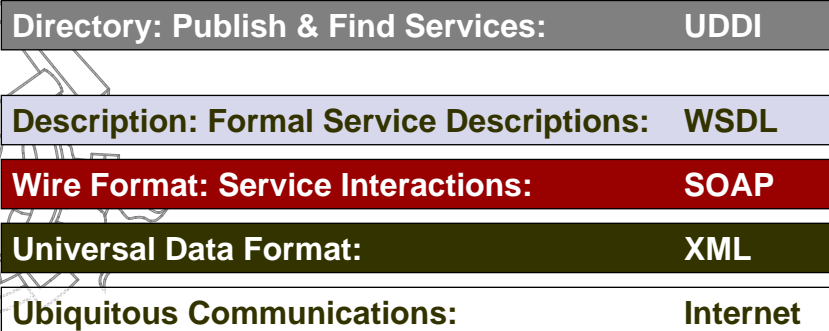 Directory: Publish & Find Services: UDDI
Description: Formal Service Descriptions: WSDL
Wire Format: Service Interactions: SOAP
Universal Data Format: XML
Ubiquitous Communications: Internet